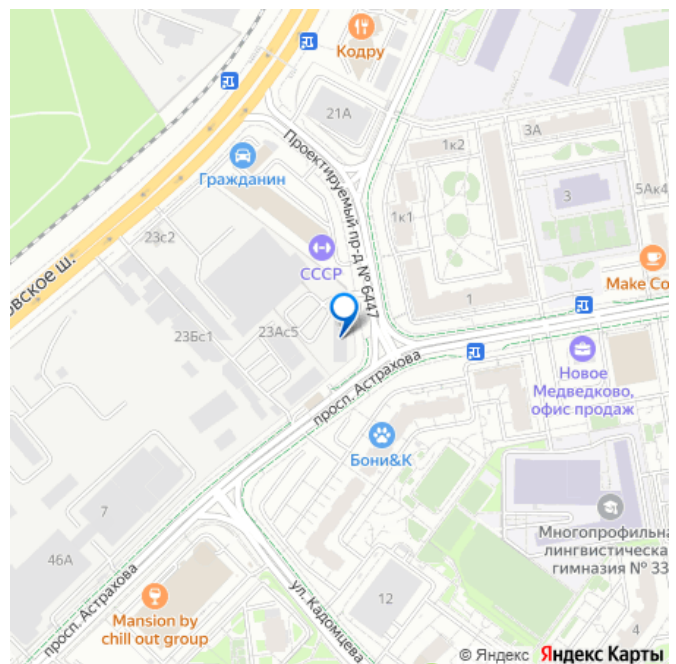 Кодру
21А
Проектируемый пр-д № 6447
3А
1к2
Гражданин
3
5Ак4
1к1
23с2
СССР
Make Co
ОВСКОЕ Ш.
1
23Бс1
23Ас5
просп. Астрахова
Новое
Медведково,
офис продаж
Бони&К
7
Многопрофильна
лингвистическа
гимназия № 33
46А
ул. Кадомцева
12
просп. Астрахова
Mansion by
chill out group
4
© Яндекс Яндекс Карты